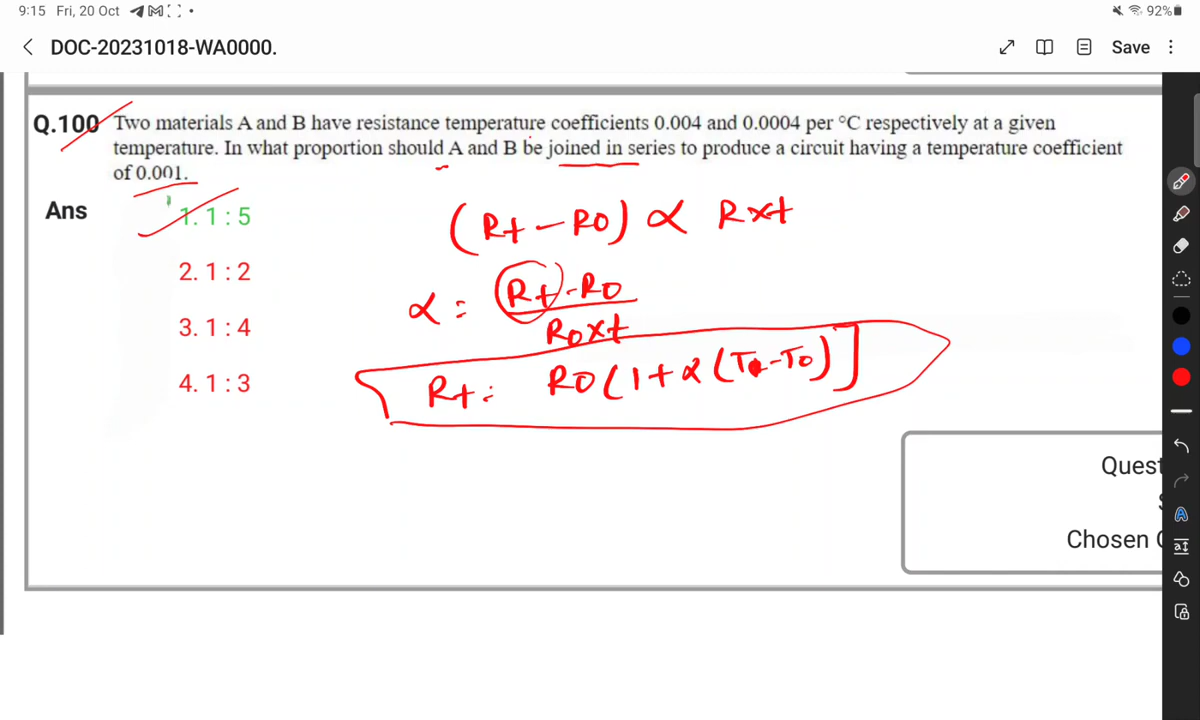 9:15 Fri, 20 Oct
92%
DOC-20231018-WA0000.
Save
Q.100 Two materials A and B have resistance temperature coefficients 0.004 and 0.0004 per °C respectively at a given
temperature. In what proportion should A and B be joined in series to produce a circuit having a temperature coefficient
of 0.001.
Ans
1. 1 : 5
2. 1 : 2
3. 1 : 4
4. 1 : 3
(Rt - R0) ∝ R×t
α = Rt - R0
R0×t
Rt = R0(1+α(Tt-T0)]
Quest
Chosen